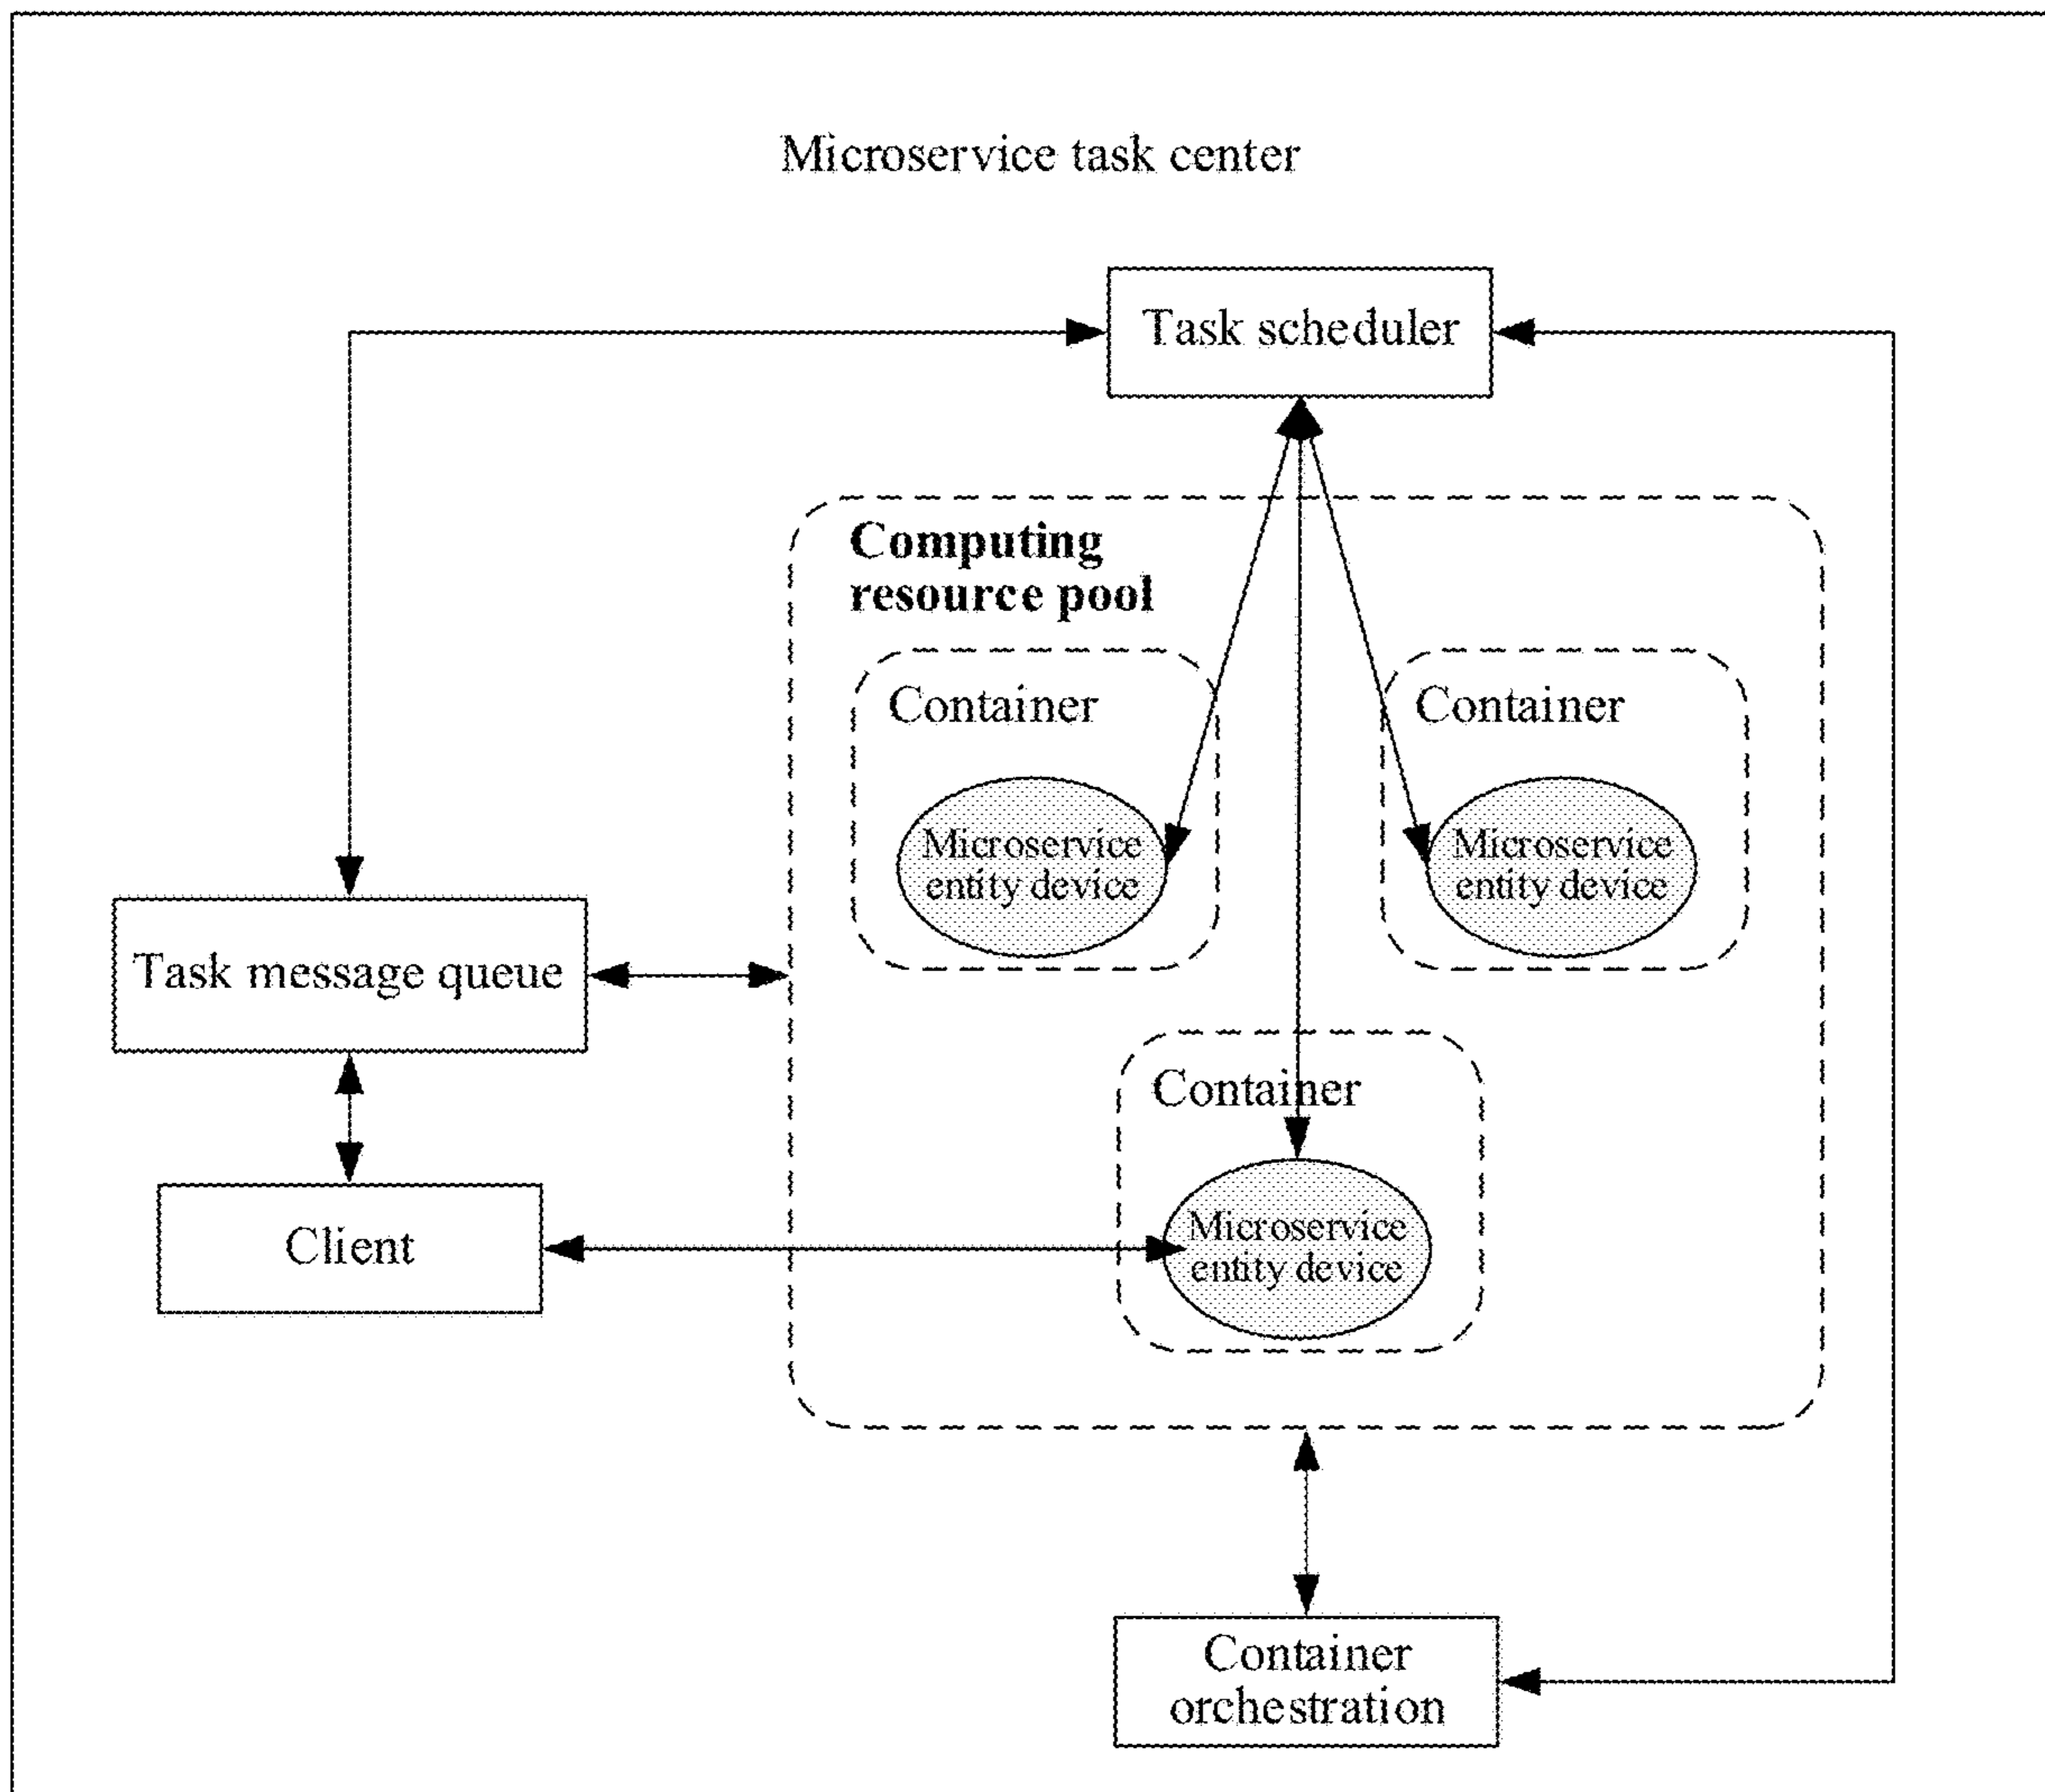 Microservice task center
Task scheduler
Computing
resource pool
Container
Container
Microservice
entity device
Microservice
entity device
Task message queue
Container
Client
Microservice
entity device
Container
orchestration